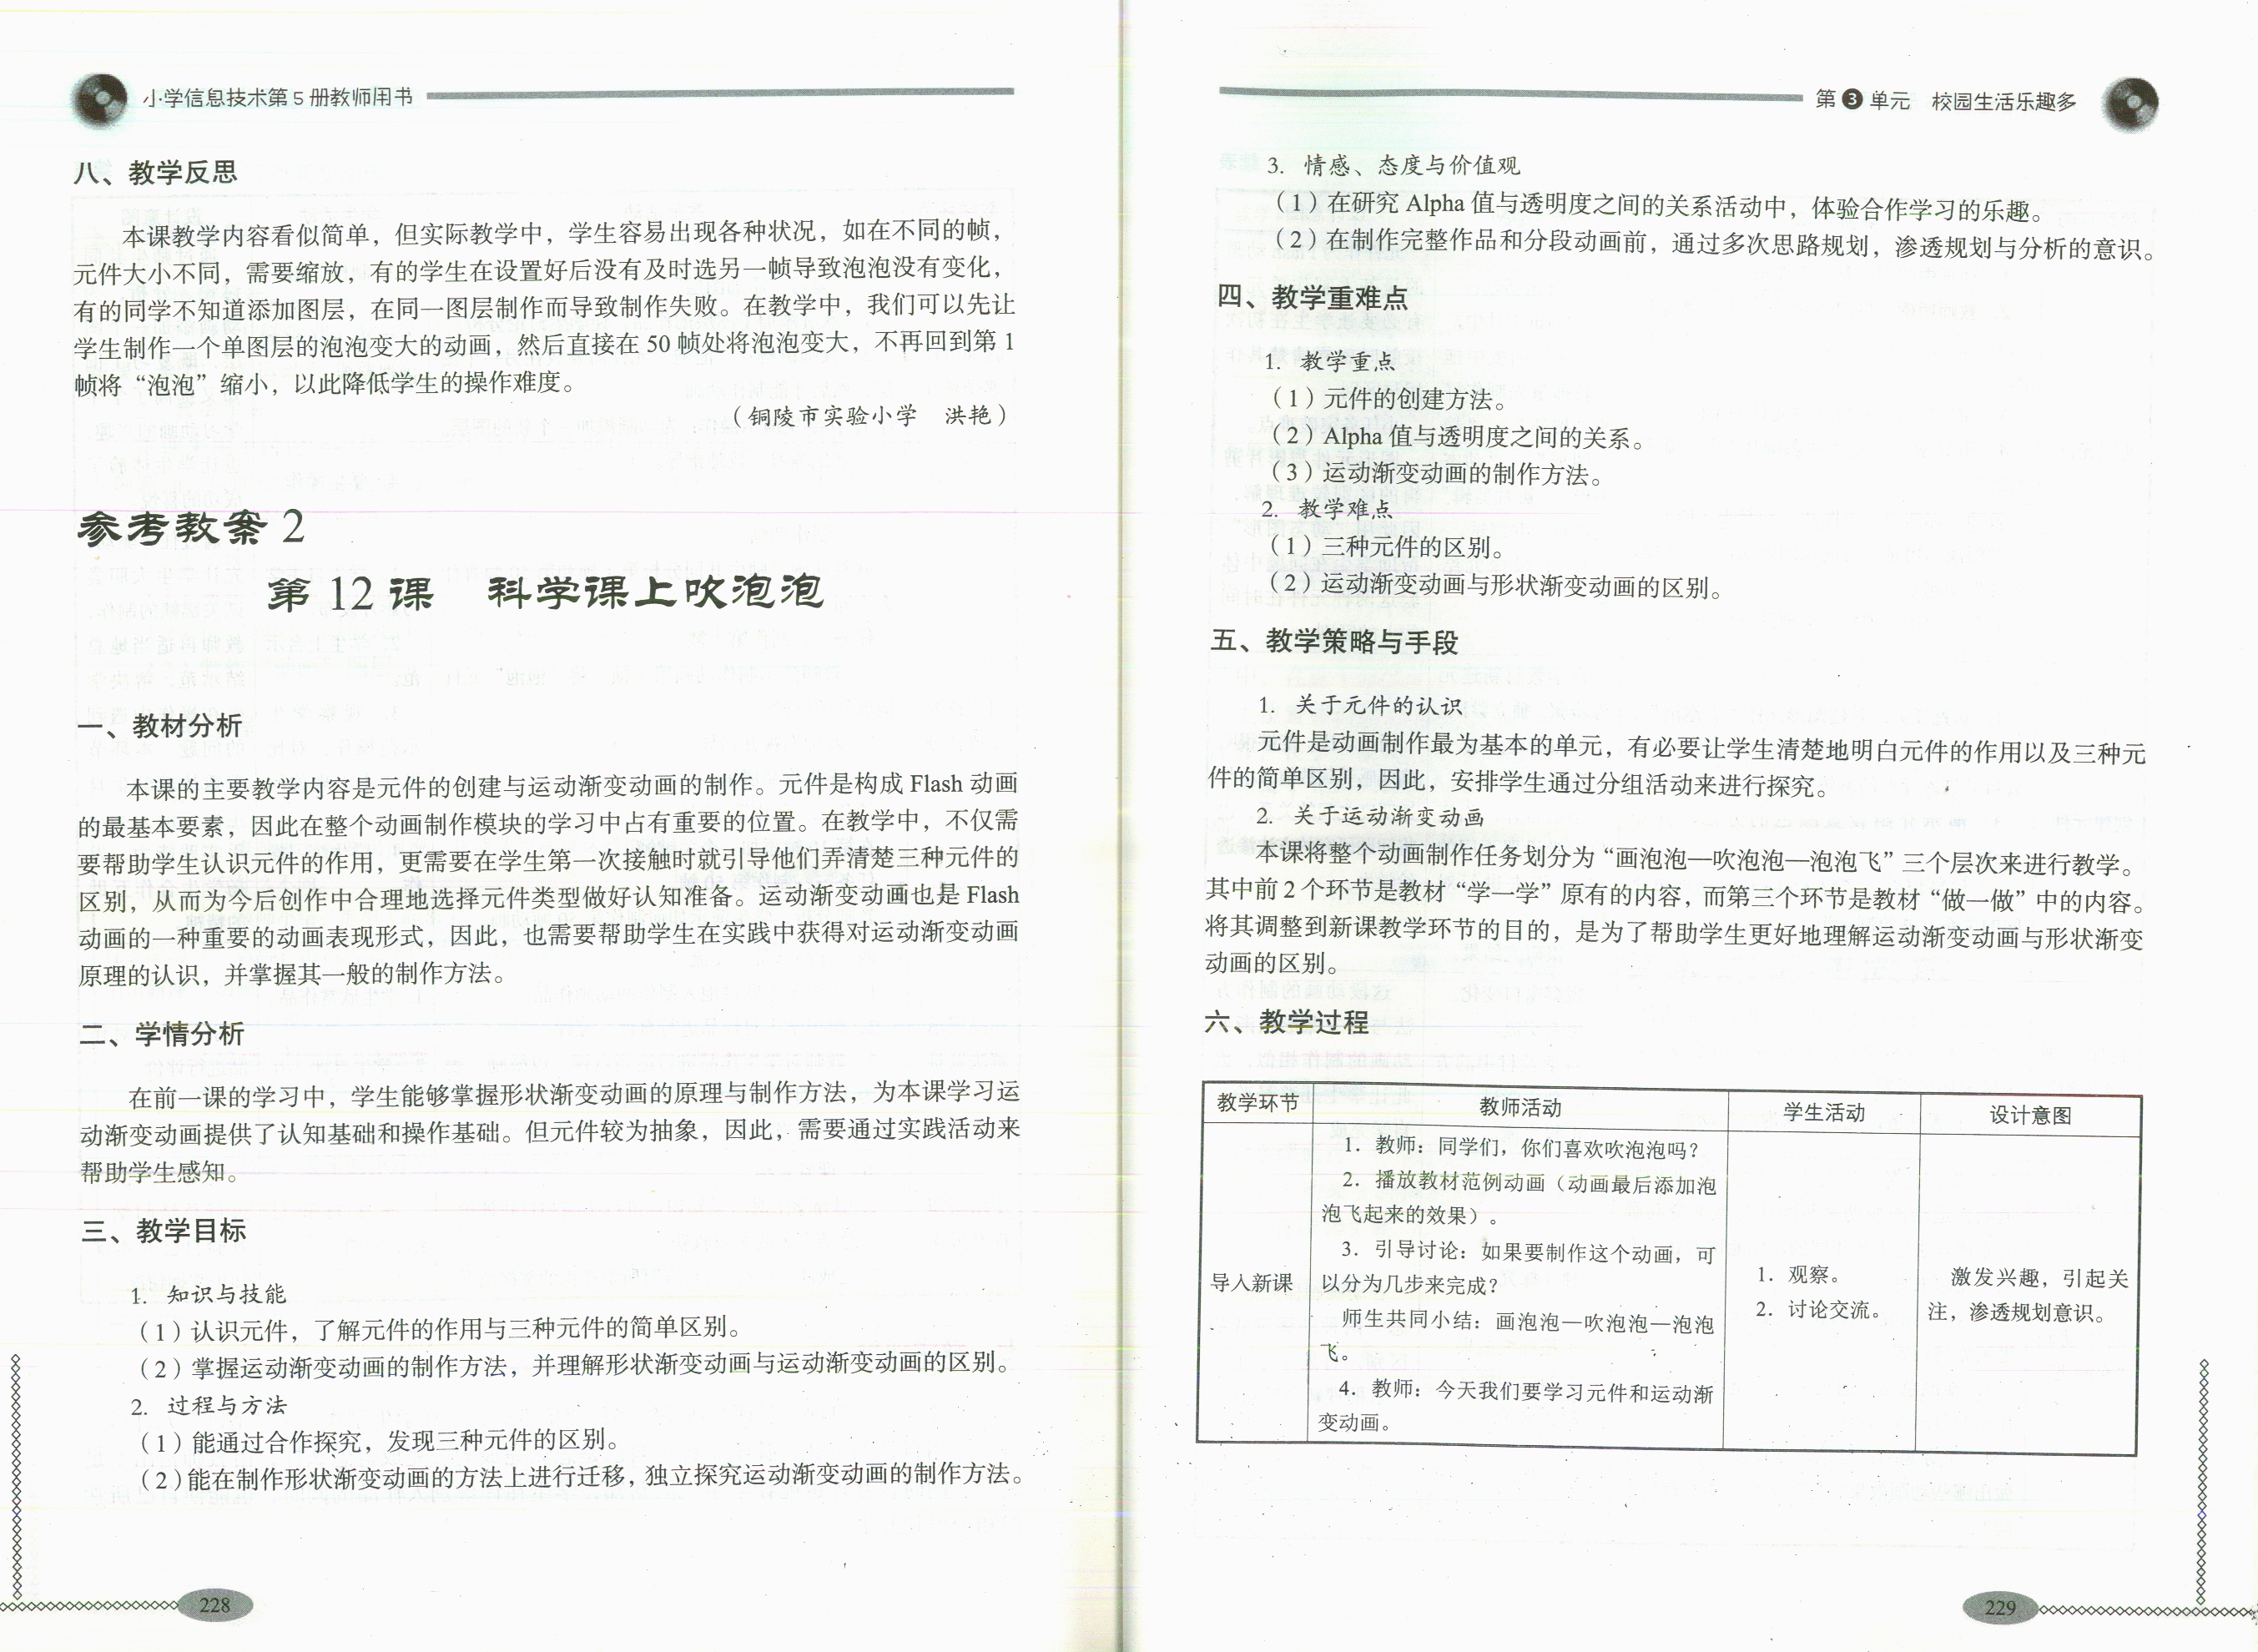 小学信息技术第5册教师用书
八、教学反思
本课教学内容看似简单，但实际教学中，学生容易出现各种状况，如在不同的帧，
元件大小不同，需要缩放，有的学生在设置好后没有及时选另一帧导致泡泡没有变化，
有的同学不知道添加图层，在同一图层制作而导致制作失败。在教学中，我们可以先让
学生制作一个单图层的泡泡变大的动画，然后直接在 50 帧处将泡泡变大，不再回到第 1
帧将“泡泡”缩小，以此降低学生的操作难度。
（铜陵市实验小学　洪艳）
参考教案 2
第 12 课　科学课上吹泡泡
一、教材分析
本课的主要教学内容是元件的创建与运动渐变动画的制作。元件是构成 Flash 动画
的最基本要素，因此在整个动画制作模块的学习中占有重要的位置。在教学中，不仅需
要帮助学生认识元件的作用，更需要在学生第一次接触时就引导他们弄清楚三种元件的
区别，从而为今后创作中合理地选择元件类型做好认知准备。运动渐变动画也是 Flash
动画的一种重要的动画表现形式，因此，也需要帮助学生在实践中获得对运动渐变动画
原理的认识，并掌握其一般的制作方法。
二、学情分析
在前一课的学习中，学生能够掌握形状渐变动画的原理与制作方法，为本课学习运
动渐变动画提供了认知基础和操作基础。但元件较为抽象，因此，需要通过实践活动来
帮助学生感知。
三、教学目标
1. 知识与技能
（1）认识元件，了解元件的作用与三种元件的简单区别。
（2）掌握运动渐变动画的制作方法，并理解形状渐变动画与运动渐变动画的区别。
2. 过程与方法
（1）能通过合作探究，发现三种元件的区别。
（2）能在制作形状渐变动画的方法上进行迁移，独立探究运动渐变动画的制作方法。
228
第3单元　校园生活乐趣多
3. 情感、态度与价值观
（1）在研究 Alpha 值与透明度之间的关系活动中，体验合作学习的乐趣。
（2）在制作完整作品和分段动画前，通过多次思路规划，渗透规划与分析的意识。
四、教学重难点
1. 教学重点
（1）元件的创建方法。
（2）Alpha 值与透明度之间的关系。
（3）运动渐变动画的制作方法。
2. 教学难点
（1）三种元件的区别。
（2）运动渐变动画与形状渐变动画的区别。
五、教学策略与手段
1. 关于元件的认识
元件是动画制作最为基本的单元，有必要让学生清楚地明白元件的作用以及三种元
件的简单区别，因此，安排学生通过分组活动来进行探究。
2. 关于运动渐变动画
本课将整个动画制作任务划分为“画泡泡—吹泡泡—泡泡飞”三个层次来进行教学。
其中前 2 个环节是教材“学一学”原有的内容，而第三个环节是教材“做一做”中的内容。
将其调整到新课教学环节的目的，是为了帮助学生更好地理解运动渐变动画与形状渐变
动画的区别。
六、教学过程
教学环节　教师活动　学生活动　设计意图
导入新课
1. 教师：同学们，你们喜欢吹泡泡吗？
2. 播放教材范例动画（动画最后添加泡
泡飞起来的效果）。
3. 引导讨论：如果要制作这个动画，可
以分为几步来完成？
师生共同小结：画泡泡—吹泡泡—泡泡
飞。
4. 教师：今天我们要学习元件和运动渐
变动画。
1. 观察。
2. 讨论交流。
激发兴趣，引起关
注，渗透规划意识。
229